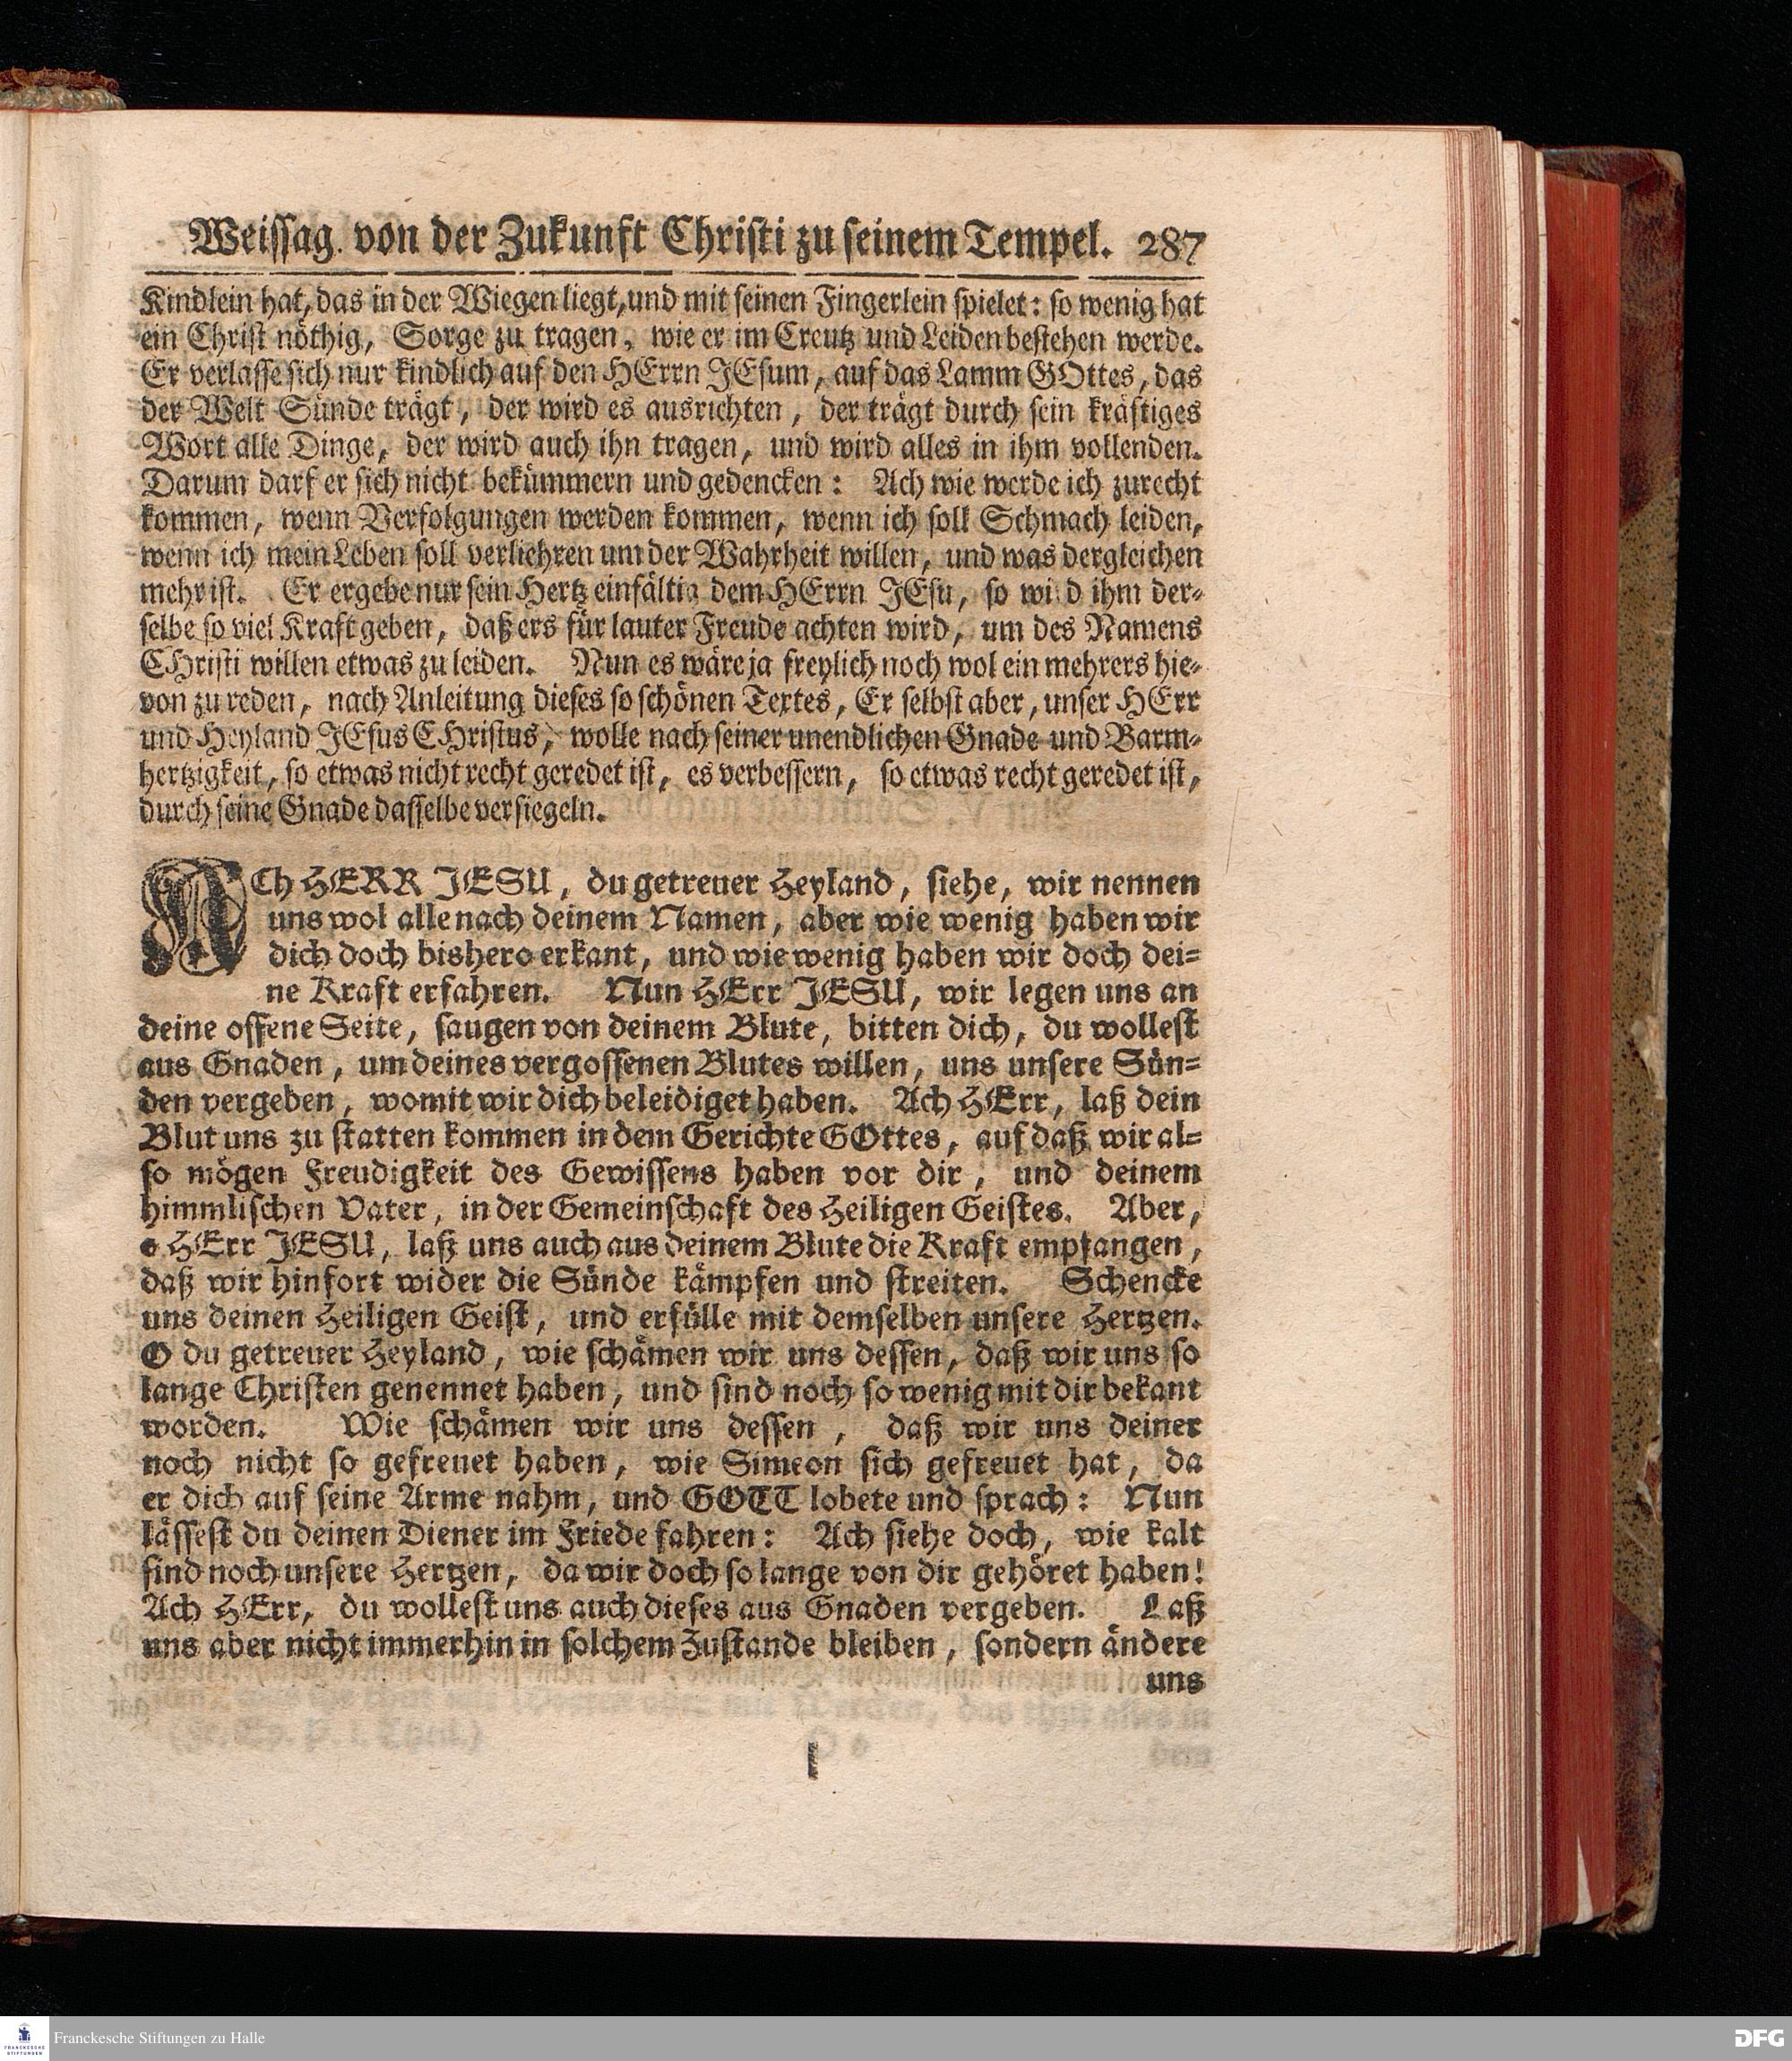 Weissag. von der Zukunft Christi zu seinem Tempel. 287
Kindlein hat, das in der Wiegen liegt, und mit seinen Fingerlein spielet: so wenig hat
ein Christ nöthig, Sorge zu tragen, wie er im Creutz und Leiden bestehen werde.
Er verlasse sich nur kindlich auf den HErrn JEsum, auf das Lamm GOttes, das
der Welt Sünde trägt, der wird es ausrichten, der trägt durch sein kräftiges
Wort alle Dinge, der wird auch ihn tragen, und wird alles in ihm vollenden.
Darum darf er sich nicht bekümmern und gedencken: Ach wie werde ich zurecht
kommen, wenn Verfolgungen werden kommen, wenn ich soll Schmach leiden,
wenn ich mein Leben soll verliehren um der Wahrheit willen, und was dergleichen
mehr ist. Er ergebe nur sein Hertz einfältig dem HErrn JEsu, so wird ihm der-
selbe so viel Kraft geben, daß ers für lauter Freude achten wird, um des Namens
CHristi willen etwas zu leiden. Nun es wäre ja freylich noch wol ein mehrers hie-
von zu reden, nach Anleitung dieses so schönen Textes, Er selbst aber, unser HErr
und Heyland JEsus CHristus, wolle nach seiner unendlichen Gnade und Barm-
hertzigkeit, so etwas nicht recht geredet ist, es verbessern, so etwas recht geredet ist,
durch seine Gnade dasselbe versiegeln.
ACh HERR JESU, du getreuer Heyland, siehe, wir nennen
uns wol alle nach deinem Namen, aber wie wenig haben wir
dich doch bishero erkant, und wie wenig haben wir doch dei-
ne Kraft erfahren. Nun HErr JESU, wir legen uns an
deine offene Seite, saugen von deinem Blute, bitten dich, du wollest
aus Gnaden, um deines vergossenen Blutes willen, uns unsere Sün-
den vergeben, womit wir dich beleidiget haben. Ach HErr, laß dein
Blut uns zu statten kommen in dem Gerichte GOttes, auf daß wir al-
so mögen Freudigkeit des Gewissens haben vor dir, und deinem
himmlischen Vater, in der Gemeinschaft des Heiligen Geistes. Aber,
o HErr JESU, laß uns auch aus deinem Blute die Kraft empfangen,
daß wir hinfort wider die Sünde kämpfen und streiten. Schencke
uns deinen Heiligen Geist, und erfülle mit demselben unsere Hertzen.
O du getreuer Heyland, wie schämen wir uns dessen, daß wir uns so
lange Christen genennet haben, und sind noch so wenig mit dir bekant
worden. Wie schämen wir uns dessen, daß wir uns deiner
noch nicht so gefreuet haben, wie Simeon sich gefreuet hat, da
er dich auf seine Arme nahm, und GOTT lobete und sprach: Nun
lässest du deinen Diener im Friede fahren: Ach siehe doch, wie kalt
sind noch unsere Hertzen, da wir doch so lange von dir gehöret haben!
Ach HErr, du wollest uns auch dieses aus Gnaden vergeben. Laß
uns aber nicht immerhin in solchem Zustande bleiben, sondern ändere
uns
Franckesche Stiftungen zu Halle
DFG
FRANCKESCHE
STIFTUNGEN